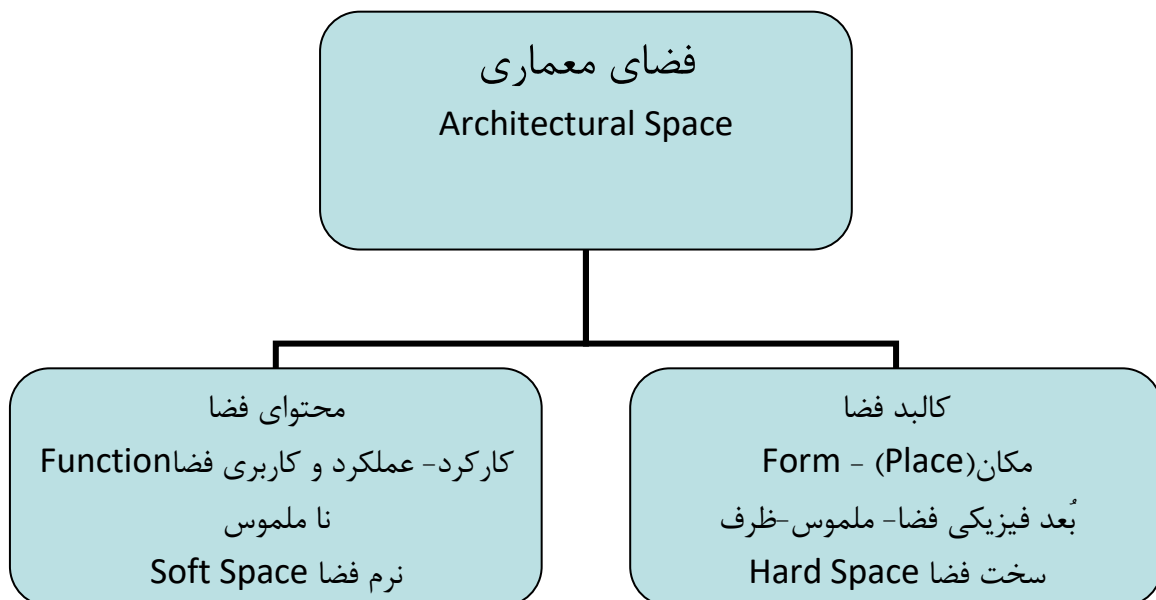 فضای معماری
Architectural Space
کالبد فضا
مکان(Place) - Form
بُعد فیزیکی فضا- ملموس-ظرف
سخت فضا Hard Space
محتوای فضا
کارکرد- عملکرد و کاربری فضاFunction
نا ملموس
نرم فضا Soft Space